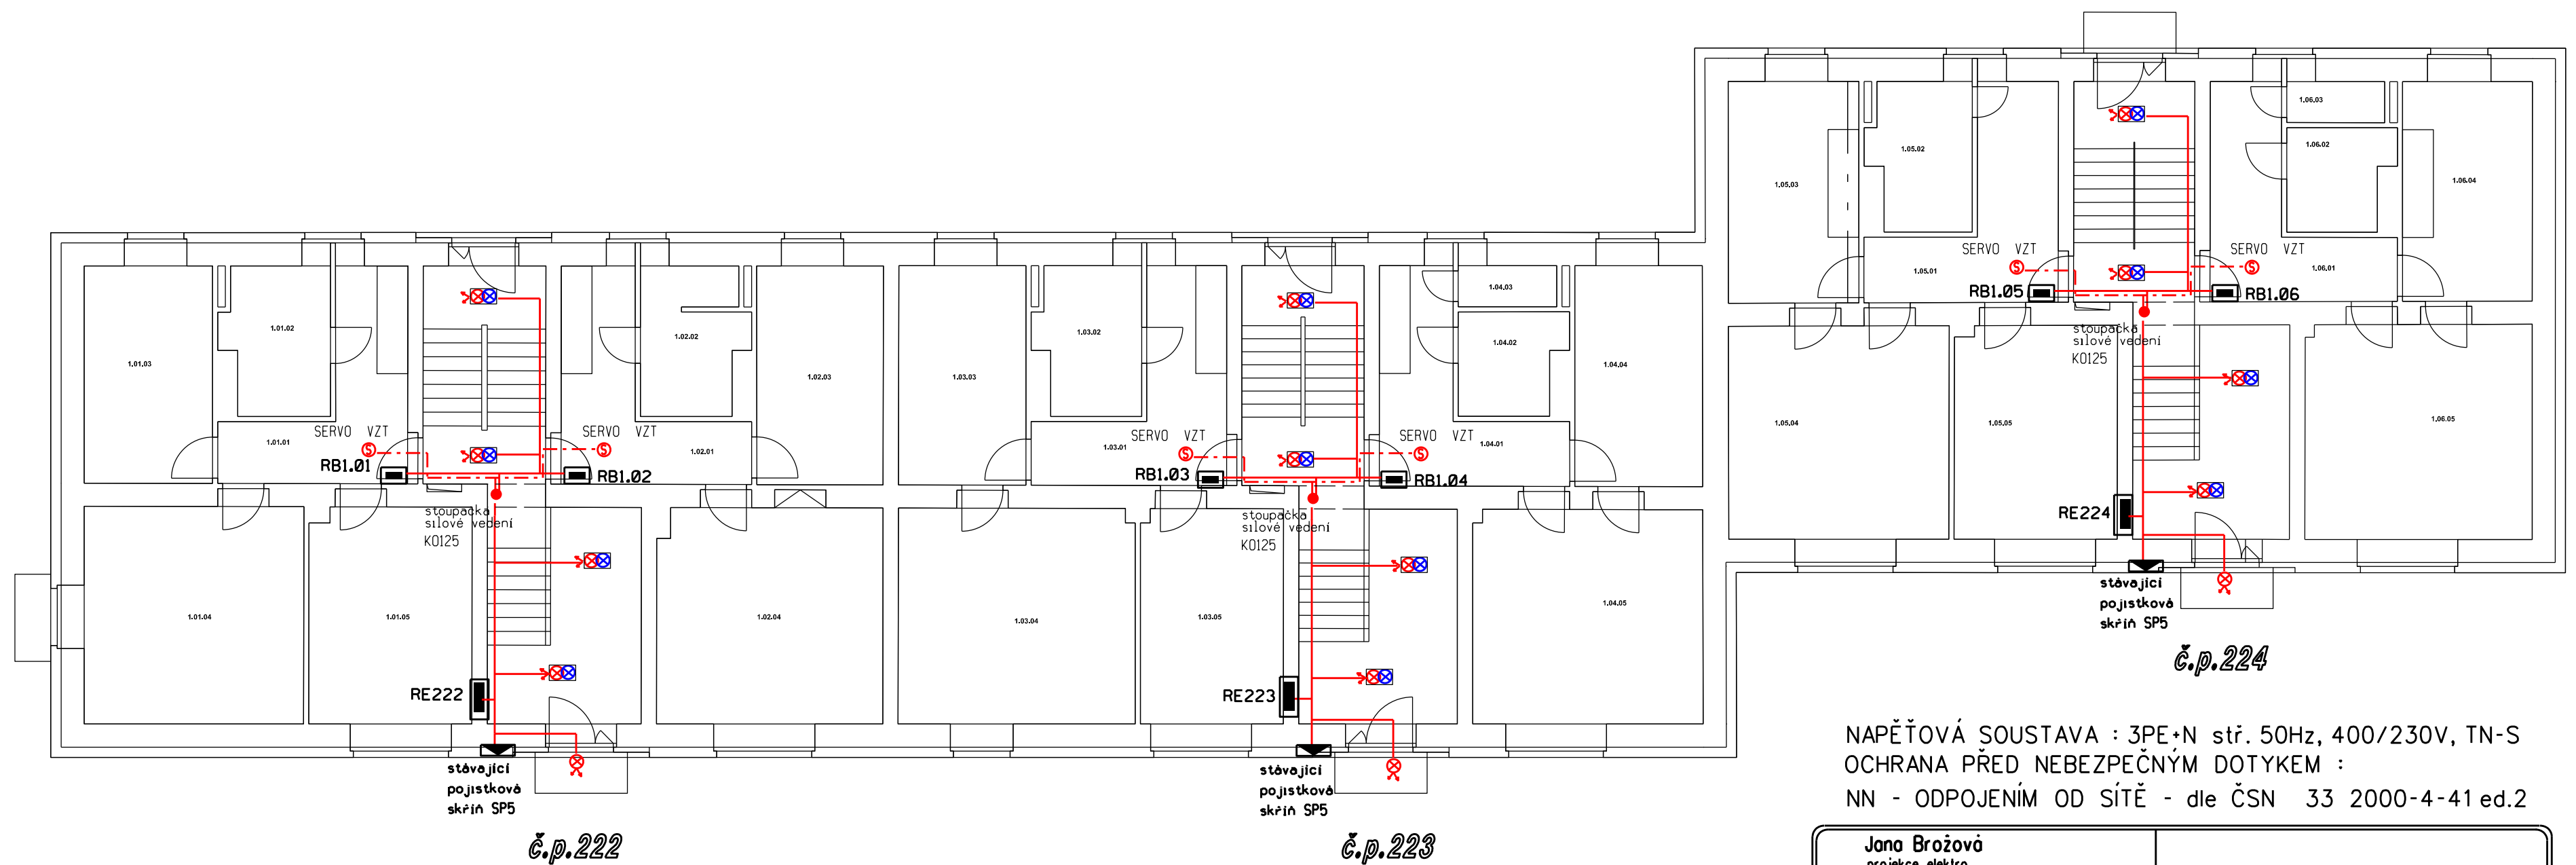 1.06.03
1.05.02
1.06.02
1.05.03
1.06.04
SERVO VZT
SERVO VZT
1.05.01
1.06.01
RB1.05
RB1.06
stoupačka
silové vedení
KO125
1.05.04
1.05.05
1.06.05
RE224
stávající
pojistková
skříň SP5
č.p.224
1.01.02
1.01.03
1.02.02
1.02.03
1.01.01
SERVO VZT
SERVO VZT
1.02.01
RB1.01
RB1.02
stoupačka
silové vedení
KO125
1.01.04
1.01.05
1.02.04
RE222
stávající
pojistková
skříň SP5
č.p.222
1.04.03
1.03.02
1.04.02
1.03.03
1.04.04
SERVO VZT
SERVO VZT
1.03.01
1.04.01
RB1.03
RB1.04
stoupačka
silové vedení
KO125
1.03.04
1.03.05
1.04.05
RE223
stávající
pojistková
skříň SP5
č.p.223
NAPĚŤOVÁ SOUSTAVA : 3PE+N stř. 50Hz, 400/230V, TN-S
OCHRANA PŘED NEBEZPEČNÝM DOTYKEM :
NN - ODPOJENÍM OD SÍTĚ - dle ČSN 33 2000-4-41 ed.2
Jana Brožová
projekce elektro